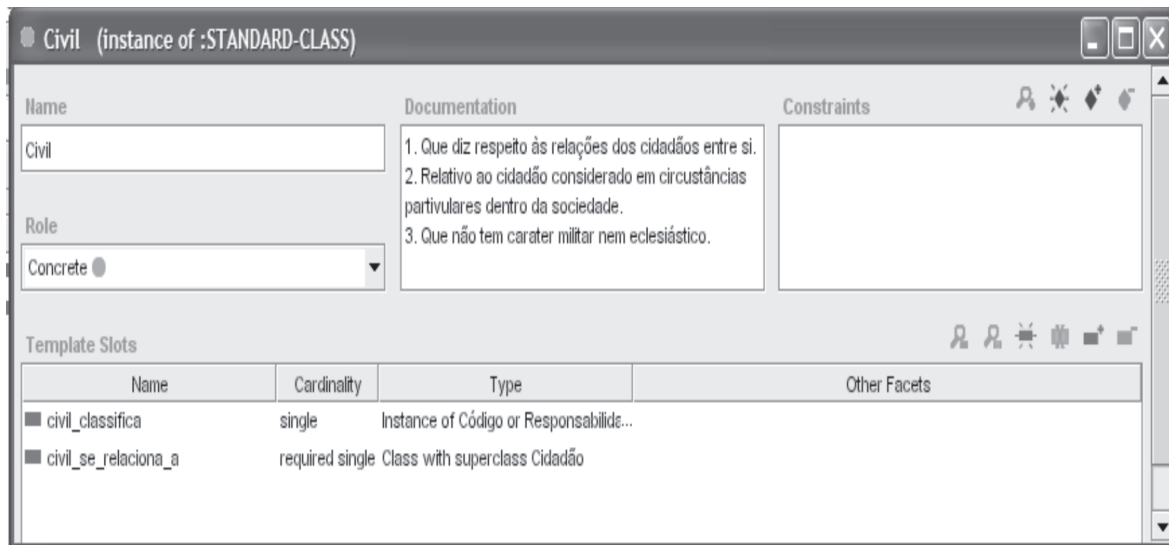 Civil (instance of :STANDARD-CLASS)
Name
Civil
Role
Concrete
Documentation
1. Que diz respeito às relações dos cidadãos entre si.
2. Relativo ao cidadão considerado em circustâncias
partivulares dentro da sociedade.
3. Que não tem carater militar nem eclesiástico.
Constraints
Template Slots
Name Cardinality Type Other Facets
civil_classifica single Instance of Código or Responsabilida...
civil_se_relaciona_a required single Class with superclass Cidadão